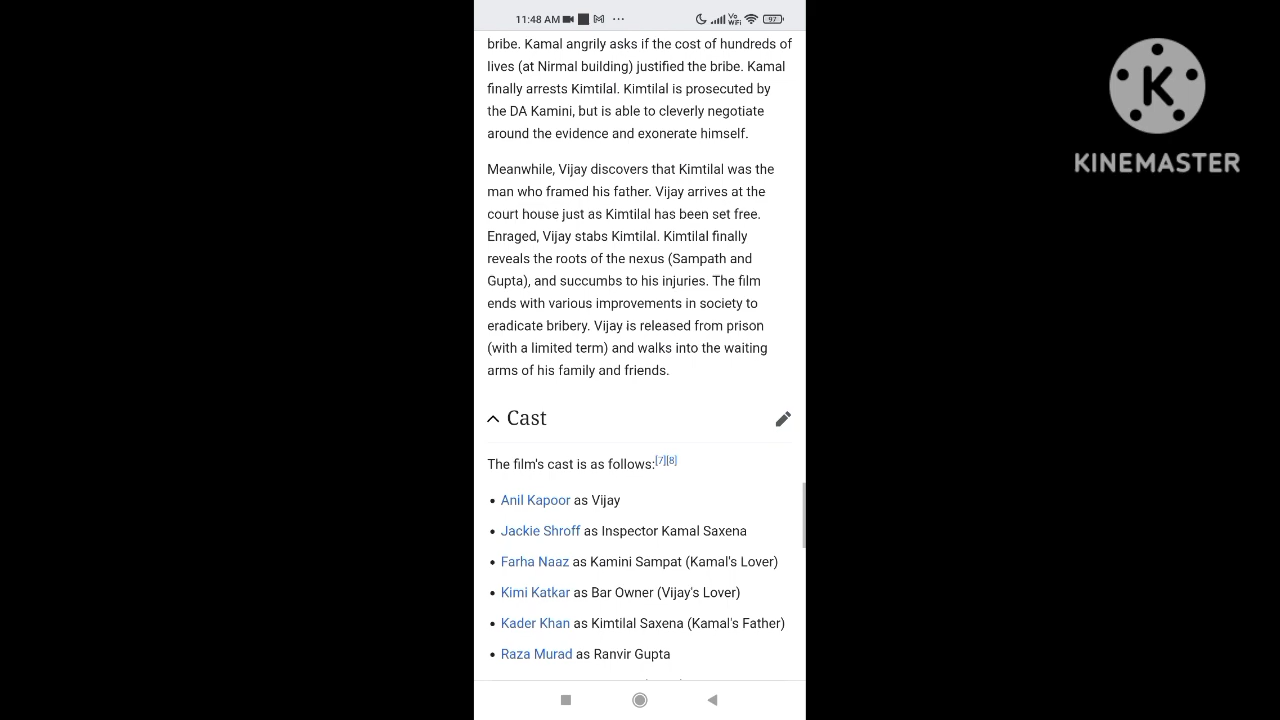 11:48 AM
Vo
WiFi
97
bribe. Kamal angrily asks if the cost of hundreds of
lives (at Nirmal building) justified the bribe. Kamal
finally arrests Kimtilal. Kimtilal is prosecuted by
the DA Kamini, but is able to cleverly negotiate
around the evidence and exonerate himself.
Meanwhile, Vijay discovers that Kimtilal was the
man who framed his father. Vijay arrives at the
court house just as Kimtilal has been set free.
Enraged, Vijay stabs Kimtilal. Kimtilal finally
reveals the roots of the nexus (Sampath and
Gupta), and succumbs to his injuries. The film
ends with various improvements in society to
eradicate bribery. Vijay is released from prison
(with a limited term) and walks into the waiting
arms of his family and friends.
Cast
The film's cast is as follows:[7][8]
• Anil Kapoor as Vijay
• Jackie Shroff as Inspector Kamal Saxena
• Farha Naaz as Kamini Sampat (Kamal's Lover)
• Kimi Katkar as Bar Owner (Vijay's Lover)
• Kader Khan as Kimtilal Saxena (Kamal's Father)
• Raza Murad as Ranvir Gupta
K
KINEMASTER